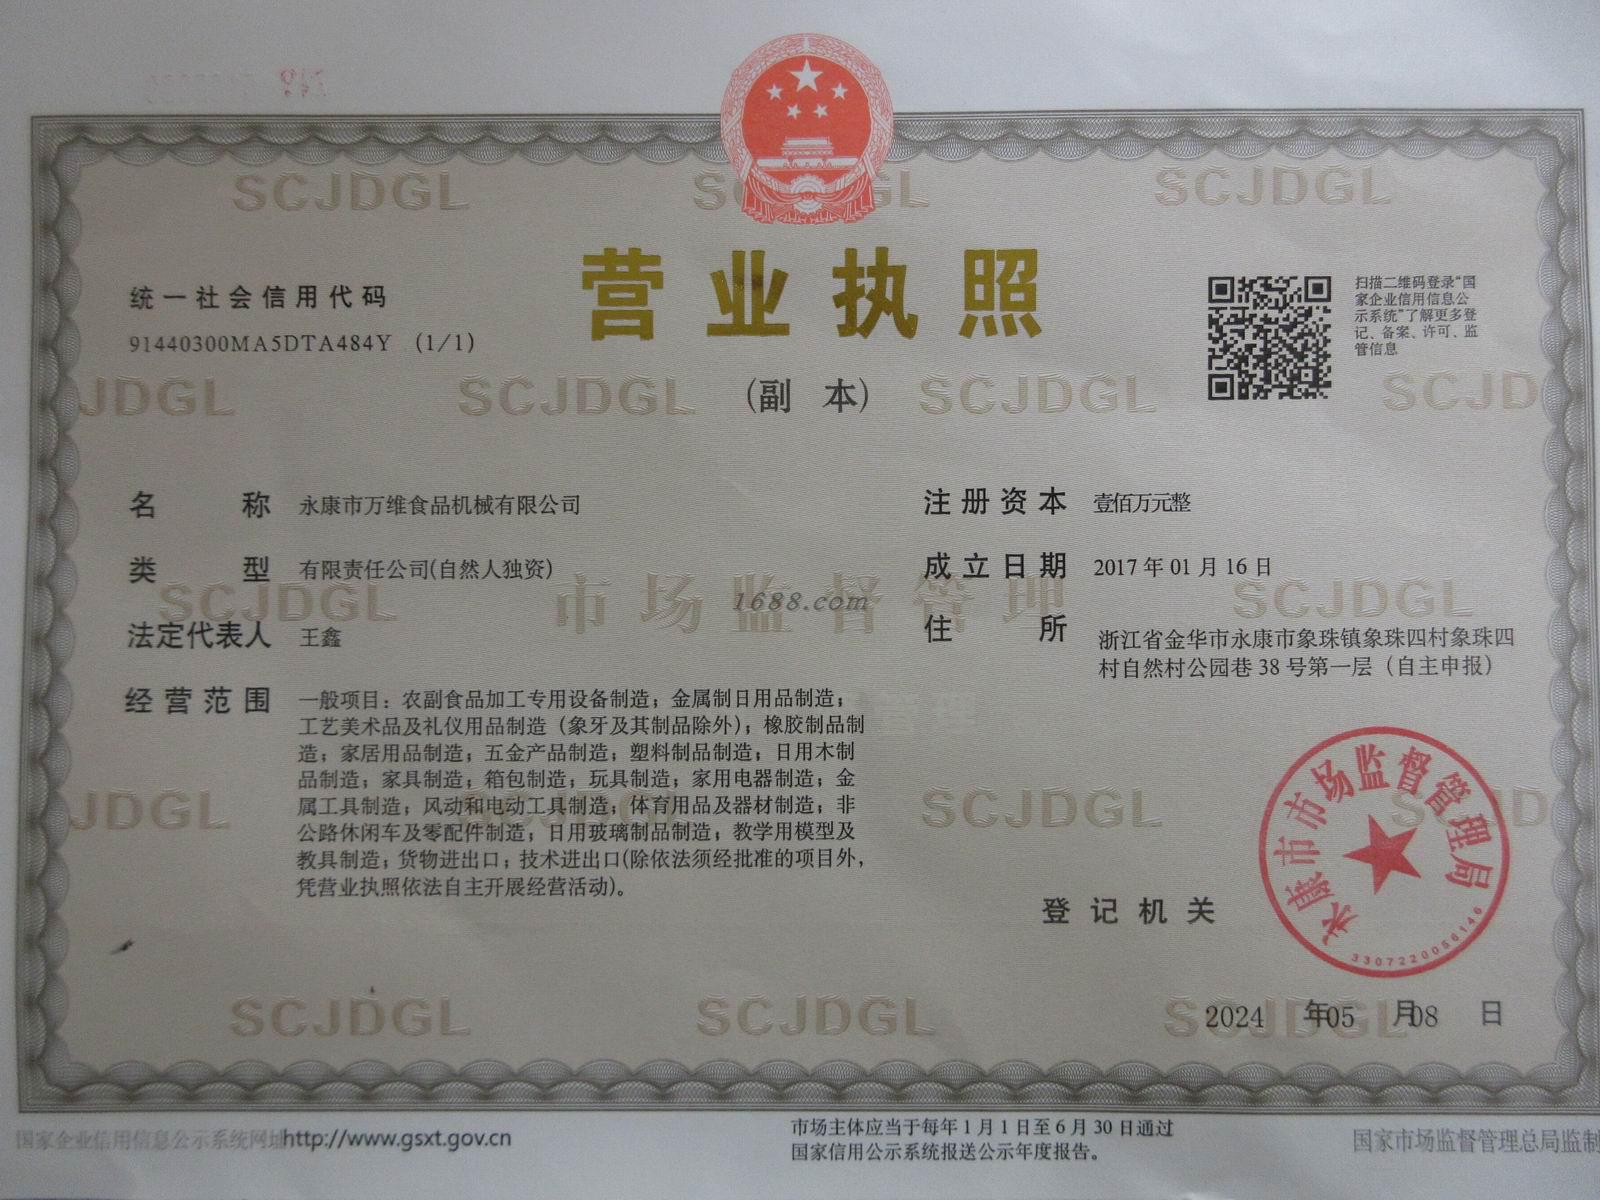 SCJDGL SCJDGL SCJDGL
营业执照
统一社会信用代码
91440300MA5DTA484Y (1/1)
扫描二维码登录“国
家企业信用信息公
示系统”了解更多登
记、备案、许可、监
管信息
(副 本)
JDGL SCJDGL SCJDGL SCJD
名称 永康市万维食品机械有限公司
注册资本 壹佰万元整
类型 有限责任公司(自然人独资)
成立日期 2017 年 01 月 16 日
SCJDGL 市场监督管理 SCJDGL
1688.com
法定代表人 王鑫
住所 浙江省金华市永康市象珠镇象珠四村象珠四
村自然村公园巷 38 号第一层（自主申报）
经营范围 一般项目：农副食品加工专用设备制造；金属制日用品制造；
工艺美术品及礼仪用品制造（象牙及其制品除外）；橡胶制品制
造；家居用品制造；五金产品制造；塑料制品制造；日用木制
品制造；家具制造；箱包制造；玩具制造；家用电器制造；金
属工具制造；风动和电动工具制造；体育用品及器材制造；非
公路休闲车及零配件制造；日用玻璃制品制造；教学用模型及
教具制造；货物进出口；技术进出口(除依法须经批准的项目外，
凭营业执照依法自主开展经营活动)。
管理
JDGL SCJDGL SCJDGL SCJD
登记机关
永康市市场监督管理局
3307220056146
2024 年05 月08 日
SCJDGL SCJDGL SCJDGL
国家企业信用信息公示系统网址http://www.gsxt.gov.cn
市场主体应当于每年 1 月 1 日至 6 月 30 日通过
国家信用公示系统报送公示年度报告。
国家市场监督管理总局监制